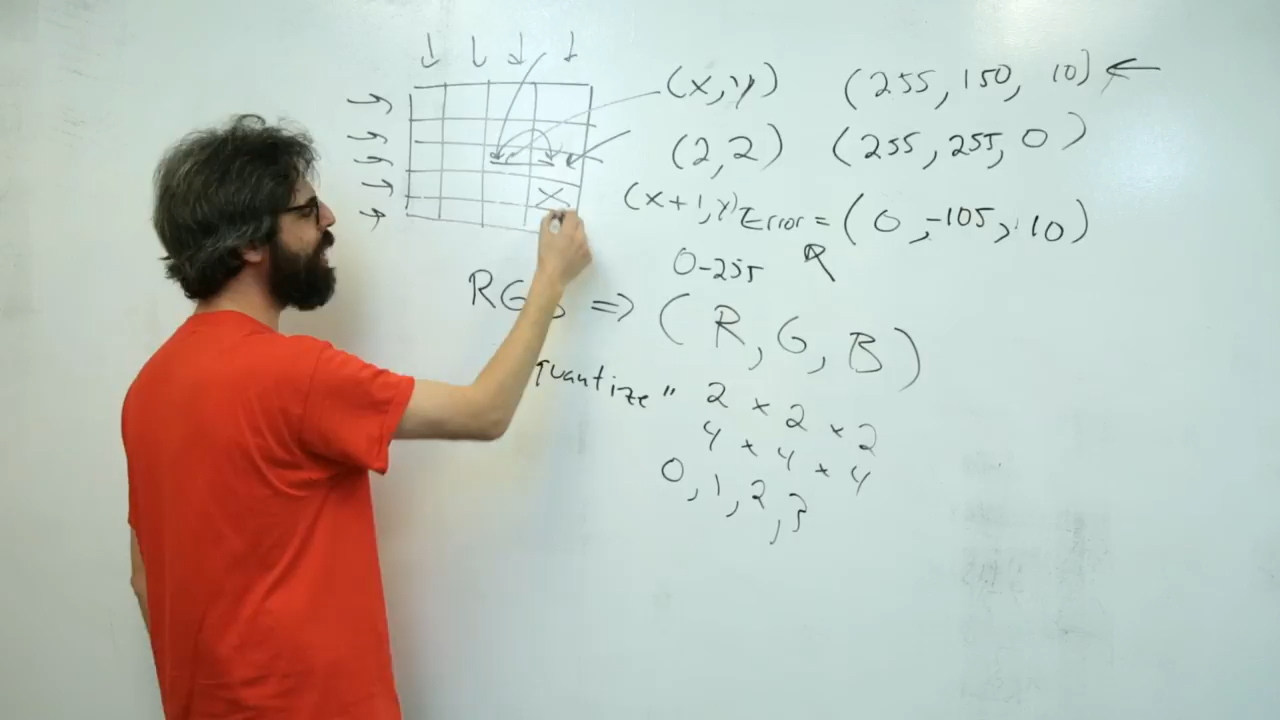 (x,y) (255,150, 10) ←
(2,2) (255,255,0)
(x+1,y) Error = (0,-105,10)
0-255
RGB => (R,G,B)
quantize" 2 x 2 x 2
4 x 4 x 4
0,1,2,3
X